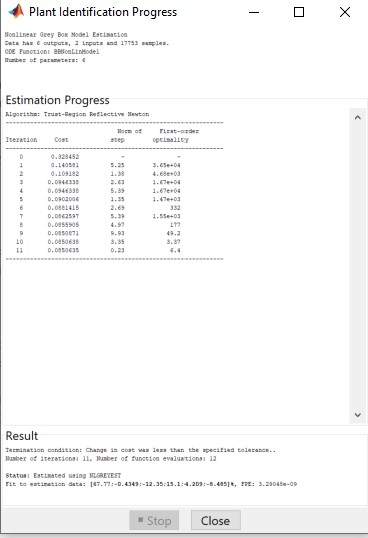 Plant Identification Progress
Nonlinear Grey Box Model Estimation
Data has 6 outputs, 2 inputs and 17753 samples.
ODE Function: BBNonLinModel
Number of parameters: 6
Estimation Progress
Algorithm: Trust-Region Reflective Newton
Norm of First-order
Iteration Cost step optimality
0 0.328452 - -
1 0.140581 5.25 3.65e+04
2 0.109182 1.38 4.68e+03
3 0.0946338 2.63 1.67e+04
4 0.0946338 5.39 1.67e+04
5 0.0902006 1.35 1.47e+03
6 0.0881415 2.69 332
7 0.0862597 5.39 1.55e+03
8 0.0855905 4.97 177
9 0.0850871 9.93 49.2
10 0.0850638 3.35 3.37
11 0.0850635 0.23 6.4
Result
Termination condition: Change in cost was less than the specified tolerance..
Number of iterations: 11, Number of function evaluations: 12
Status: Estimated using NLGREYEST
Fit to estimation data: [67.77;-0.4349;-12.35;15.1;-4.209;-8.485]%, FPE: 3.29048e-09
Stop Close